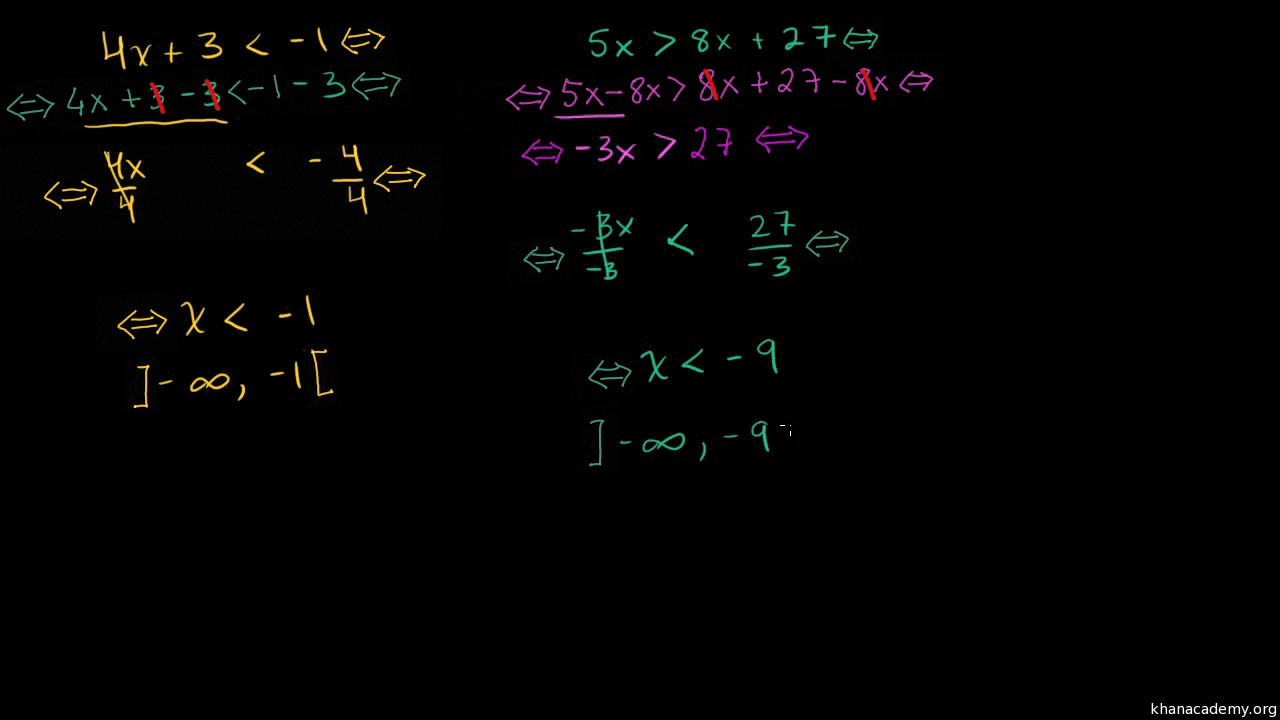 4x + 3 < -1 ⇔
⇔ 4x + 3 - 3 < -1 - 3 ⇔
⇔ 4x/4 < -4/4 ⇔
⇔ x < -1
]-∞, -1[
5x > 8x + 27 ⇔
⇔ 5x - 8x > 8x + 27 - 8x ⇔
⇔ -3x > 27 ⇔
⇔ -3x/-3 < 27/-3 ⇔
⇔ x < -9
]-∞, -9
khanacademy.org